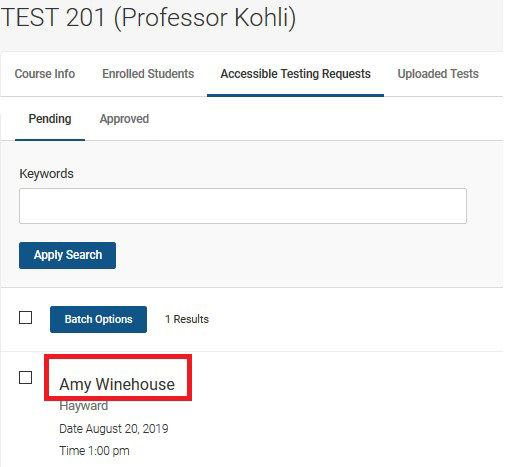 TEST 201 (Professor Kohli)
Course Info Enrolled Students Accessible Testing Requests Uploaded Tests
Pending Approved
Keywords
Apply Search
Batch Options 1 Results
Amy Winehouse
Hayward
Date August 20, 2019
Time 1:00 pm